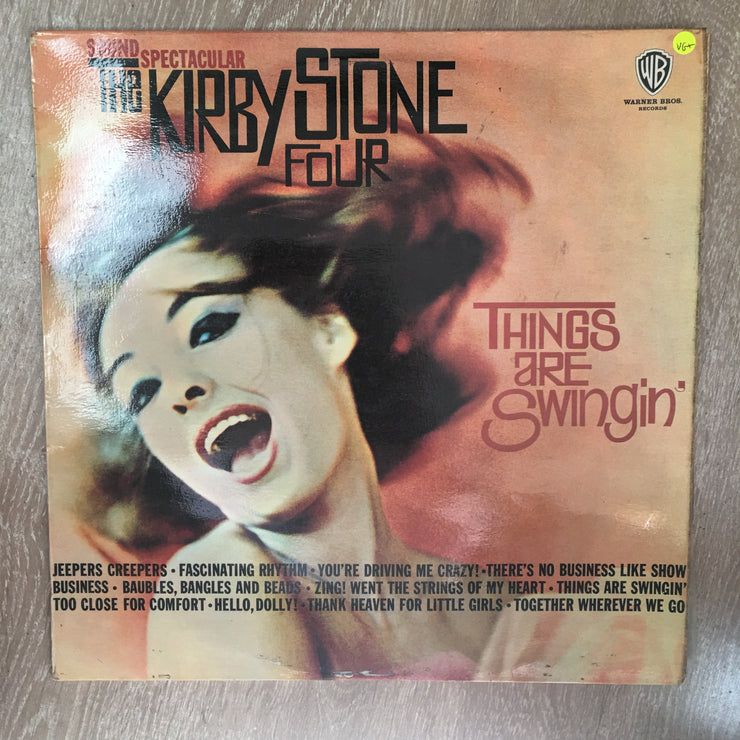 SOUND SPECTACULAR
THE KIRBY STONE
FOUR
VG+
WB
WARNER BROS.
RECORDS
THINGS
ARE
SWINGIN'
JEEPERS CREEPERS • FASCINATING RHYTHM • YOU'RE DRIVING ME CRAZY! • THERE'S NO BUSINESS LIKE SHOW
BUSINESS • BAUBLES, BANGLES AND BEADS • ZING! WENT THE STRINGS OF MY HEART • THINGS ARE SWINGIN'
TOO CLOSE FOR COMFORT • HELLO, DOLLY! • THANK HEAVEN FOR LITTLE GIRLS • TOGETHER WHEREVER WE GO